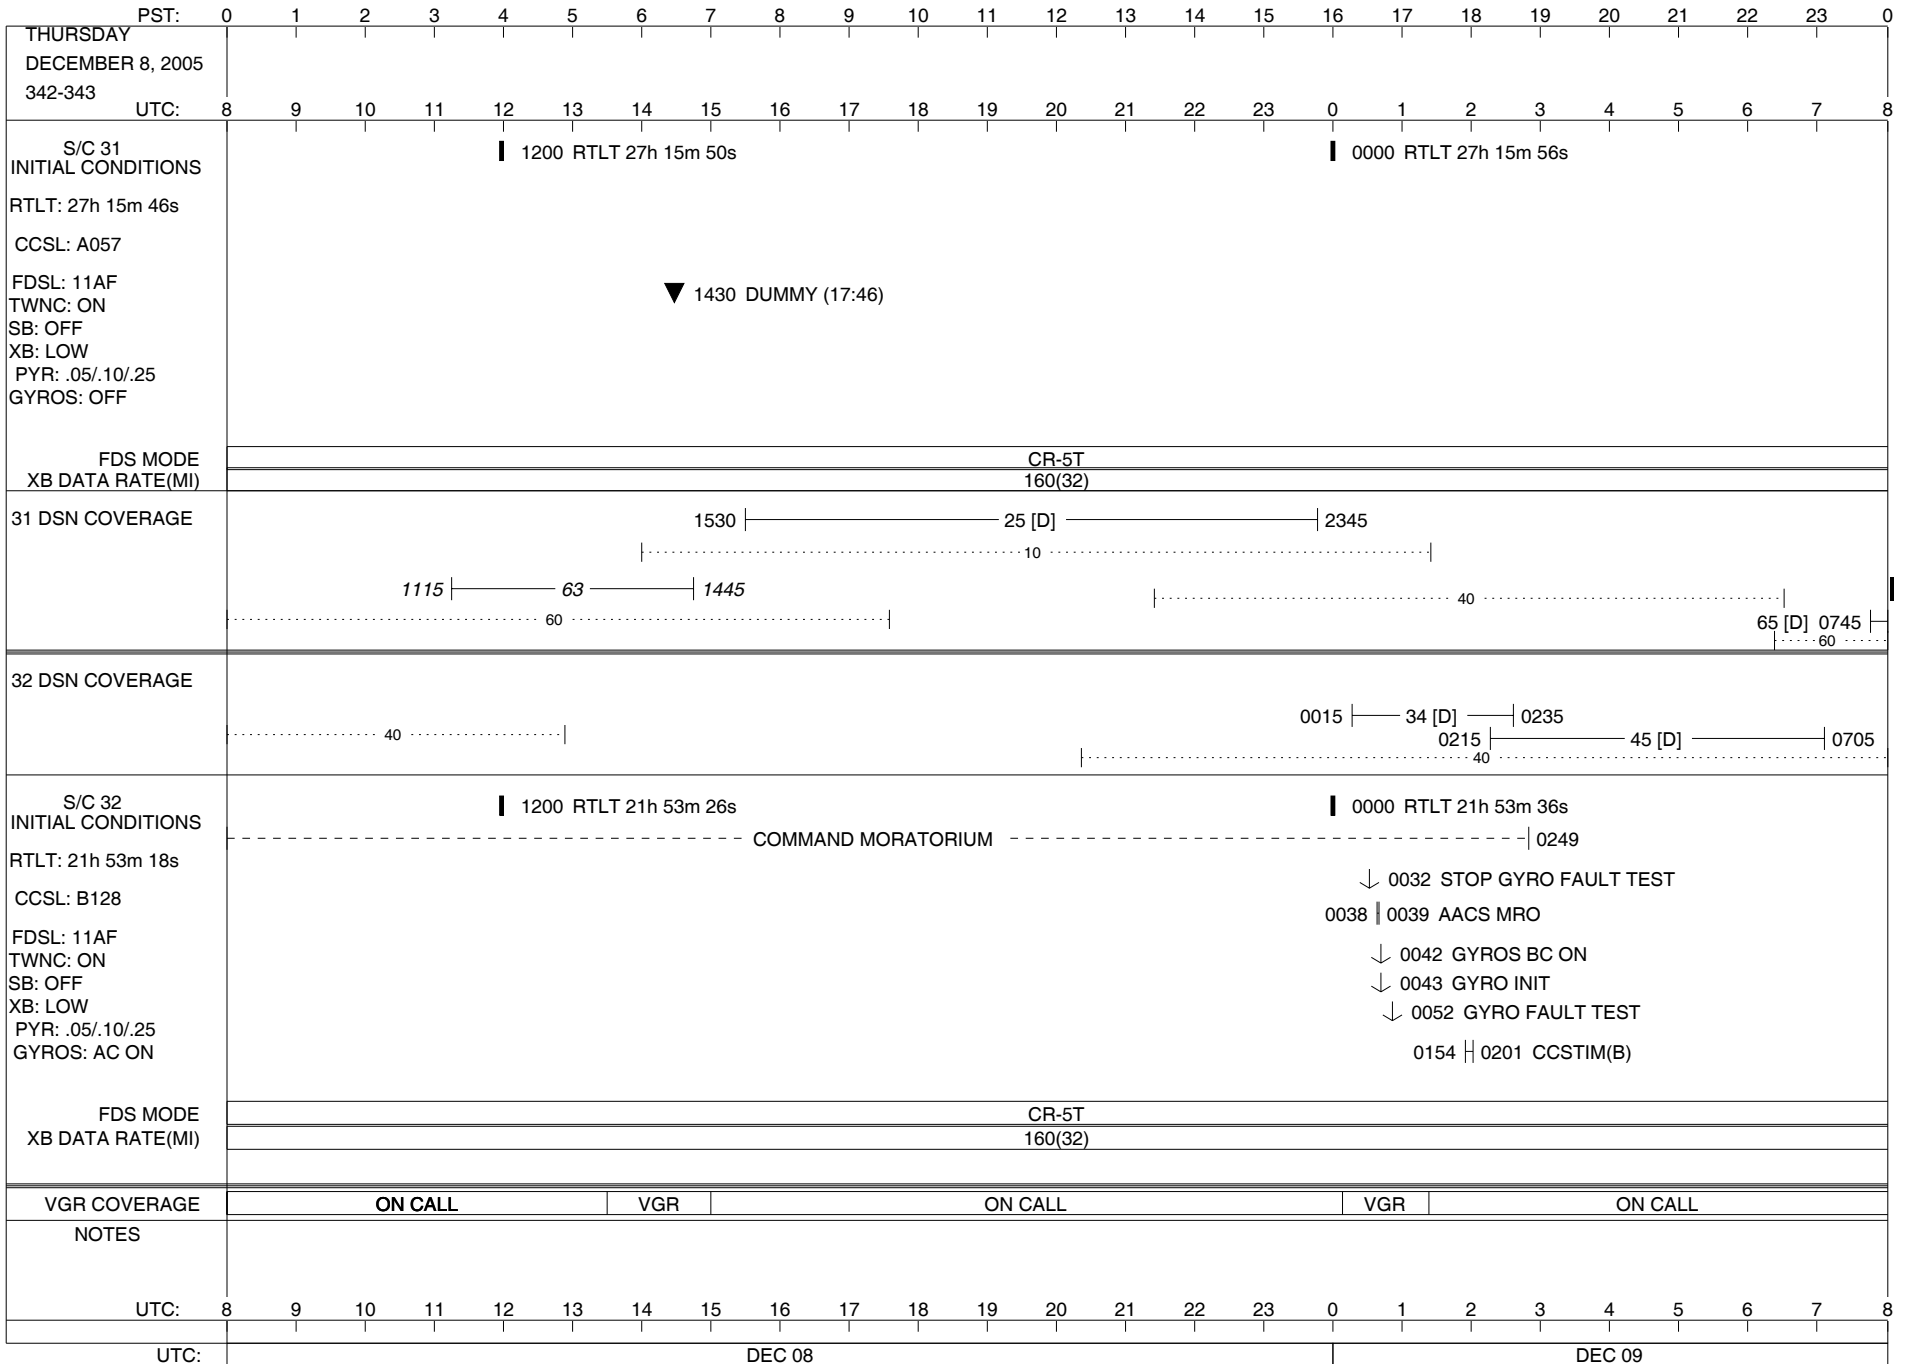 PST: 0 1 2 3 4 5 6 7 8 9 10 11 12 13 14 15 16 17 18 19 20 21 22 23 0
THURSDAY
DECEMBER 8, 2005
342-343
UTC: 8 9 10 11 12 13 14 15 16 17 18 19 20 21 22 23 0 1 2 3 4 5 6 7 8
S/C 31
INITIAL CONDITIONS
1200 RTLT 27h 15m 50s
0000 RTLT 27h 15m 56s
RTLT: 27h 15m 46s
CCSL: A057
FDSL: 11AF
1430 DUMMY (17:46)
TWNC: ON
SB: OFF
XB: LOW
PYR: .05/.10/.25
GYROS: OFF
FDS MODE CR-5T
XB DATA RATE(MI) 160(32)
31 DSN COVERAGE
1530 25 [D] 2345
10
1115 63 1445
40
60
65 [D] 0745
60
32 DSN COVERAGE
0015 34 [D] 0235
40
0215 45 [D] 0705
40
S/C 32
INITIAL CONDITIONS
1200 RTLT 21h 53m 26s
0000 RTLT 21h 53m 36s
COMMAND MORATORIUM 0249
RTLT: 21h 53m 18s
0032 STOP GYRO FAULT TEST
CCSL: B128
0038 0039 AACS MRO
FDSL: 11AF
TWNC: ON
0042 GYROS BC ON
SB: OFF
0043 GYRO INIT
XB: LOW
0052 GYRO FAULT TEST
PYR: .05/.10/.25
GYROS: AC ON
0154 0201 CCSTIM(B)
FDS MODE CR-5T
XB DATA RATE(MI) 160(32)
VGR COVERAGE ON CALL VGR ON CALL VGR ON CALL
NOTES
UTC: 8 9 10 11 12 13 14 15 16 17 18 19 20 21 22 23 0 1 2 3 4 5 6 7 8
UTC: DEC 08 DEC 09